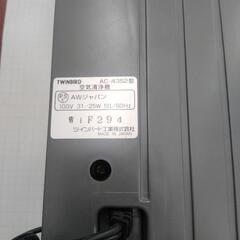 TWINBIRD AC-4352型
空気清浄機
AWジャパン
100V 31/25W 50/60Hz
iF294
ツインバード工業株式会社
MADE IN JAPAN